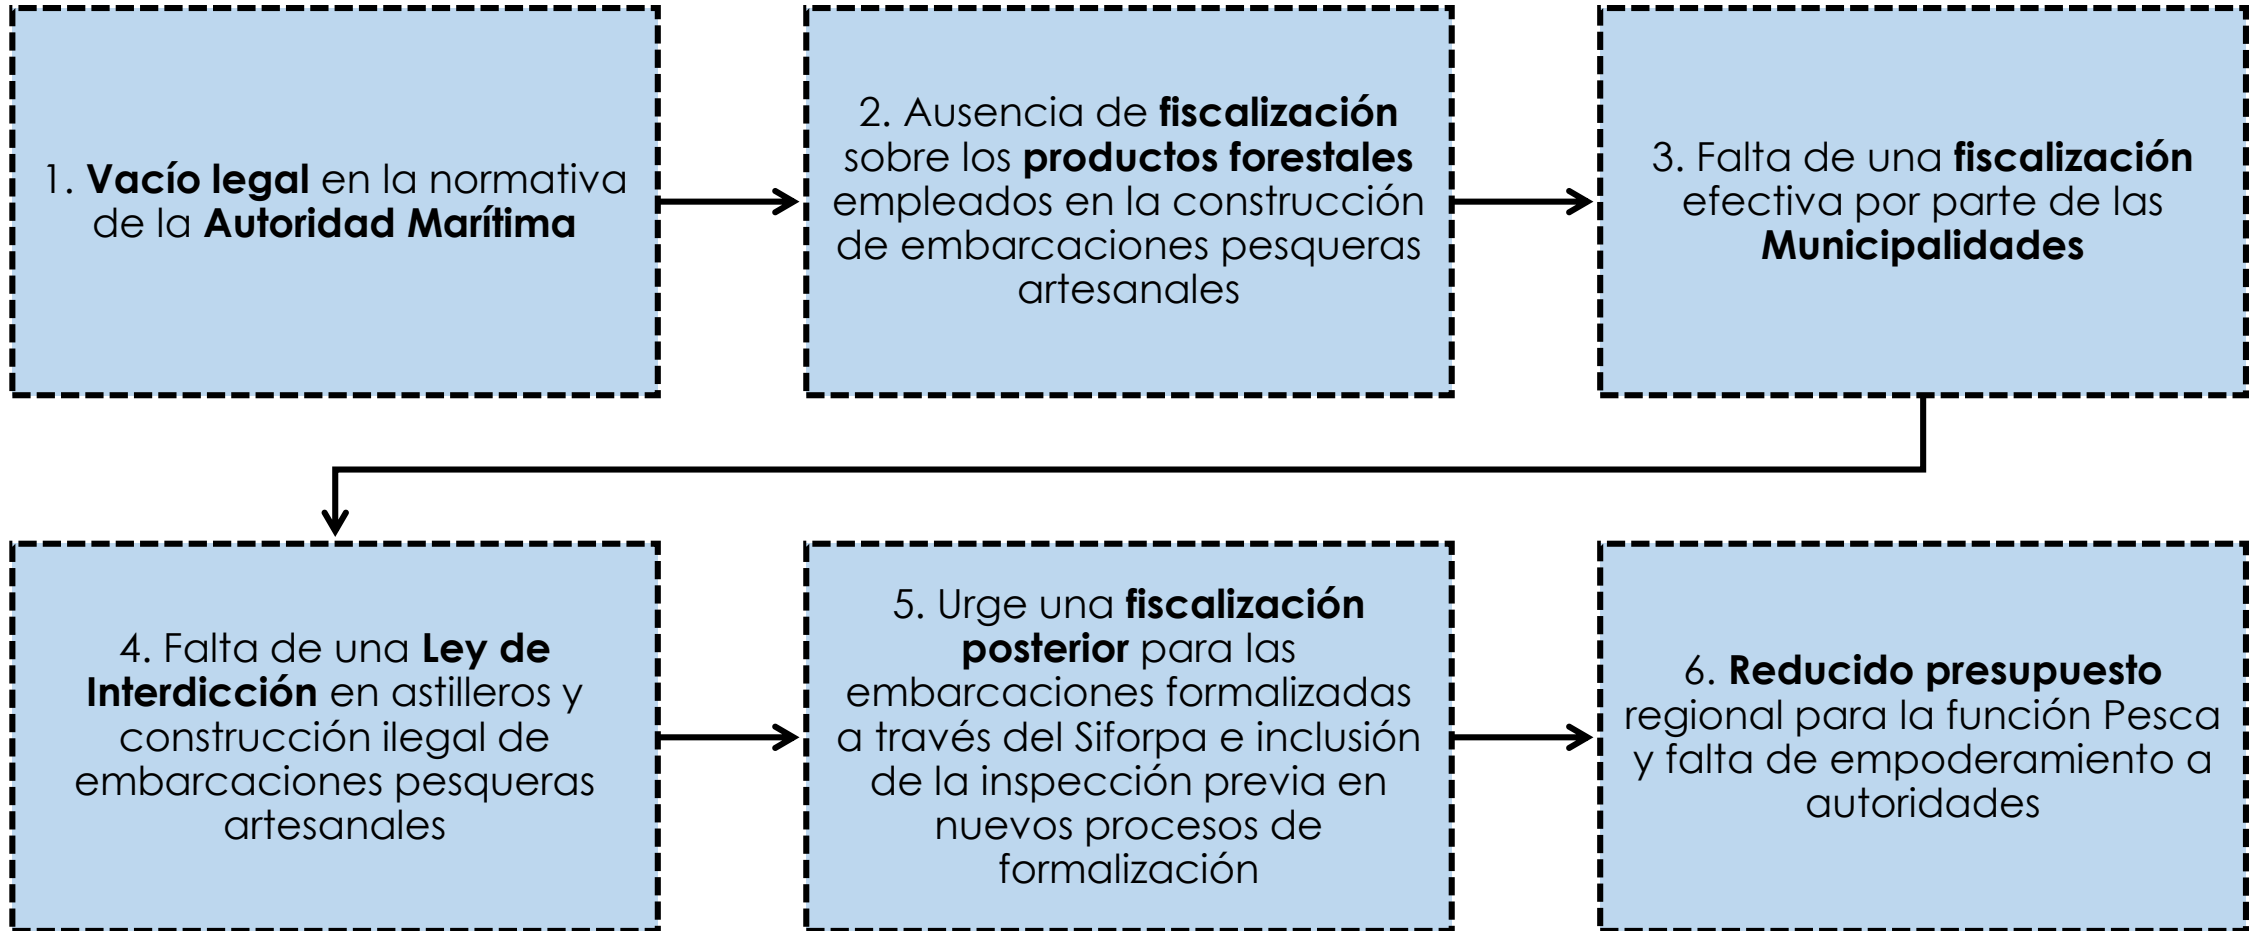 1. Vacío legal en la normativa
de la Autoridad Marítima
2. Ausencia de fiscalización
sobre los productos forestales
empleados en la construcción
de embarcaciones pesqueras
artesanales
3. Falta de una fiscalización
efectiva por parte de las
Municipalidades
4. Falta de una Ley de
Interdicción en astilleros y
construcción ilegal de
embarcaciones pesqueras
artesanales
5. Urge una fiscalización
posterior para las
embarcaciones formalizadas
a través del Siforpa e inclusión
de la inspección previa en
nuevos procesos de
formalización
6. Reducido presupuesto
regional para la función Pesca
y falta de empoderamiento a
autoridades